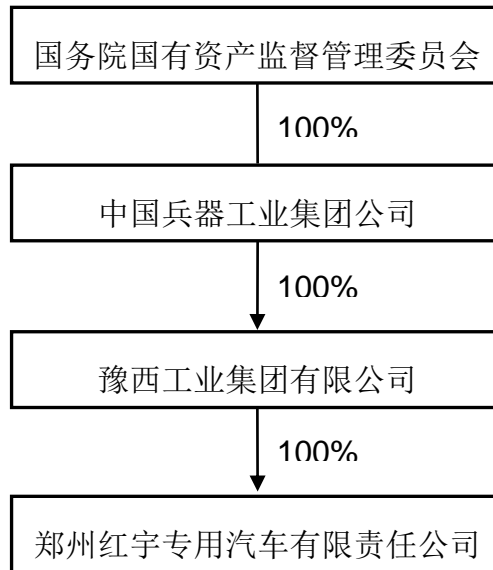 国务院国有资产监督管理委员会
100%
中国兵器工业集团公司
100%
豫西工业集团有限公司
100%
郑州红宇专用汽车有限责任公司